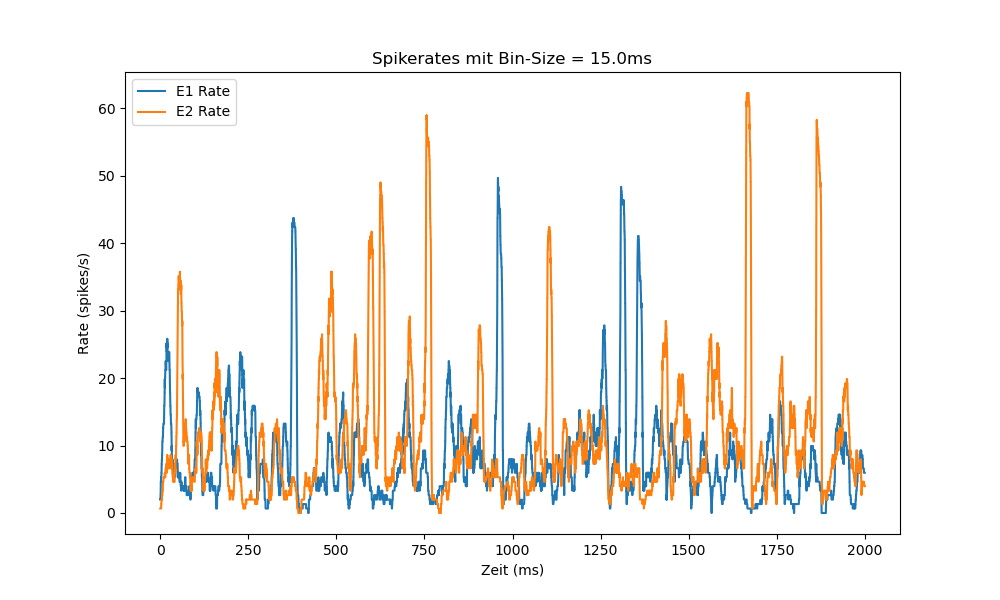 Spikerates mit Bin-Size = 15.0ms
E1 Rate
E2 Rate
60
50
40
30
20
10
0
Rate (spikes/s)
0 250 500 750 1000 1250 1500 1750 2000
Zeit (ms)